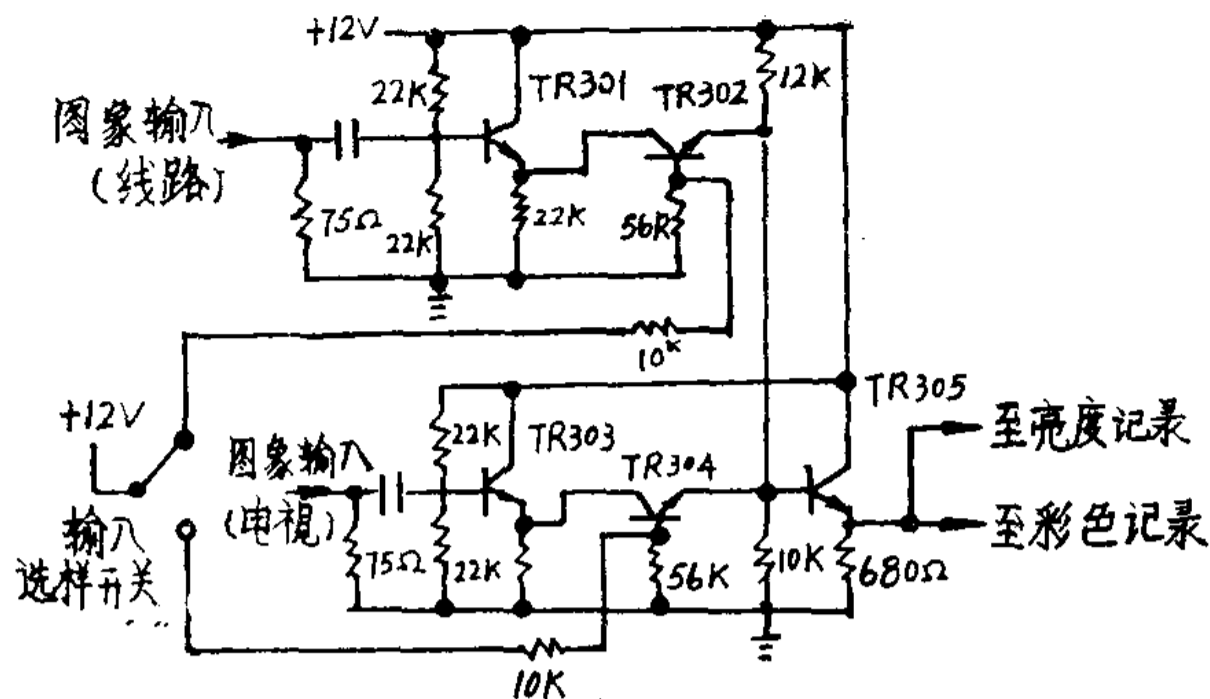 +12V
22K
TR301
TR302
12K
图象输入
(线路)
75Ω
22K
22K
56R
10K
+12V
输入
选样开关
图象输入
(电視)
22K
TR303
TR304
TR305
75Ω
22K
56K
10K
680Ω
至亮度记录
至彩色记录
10K